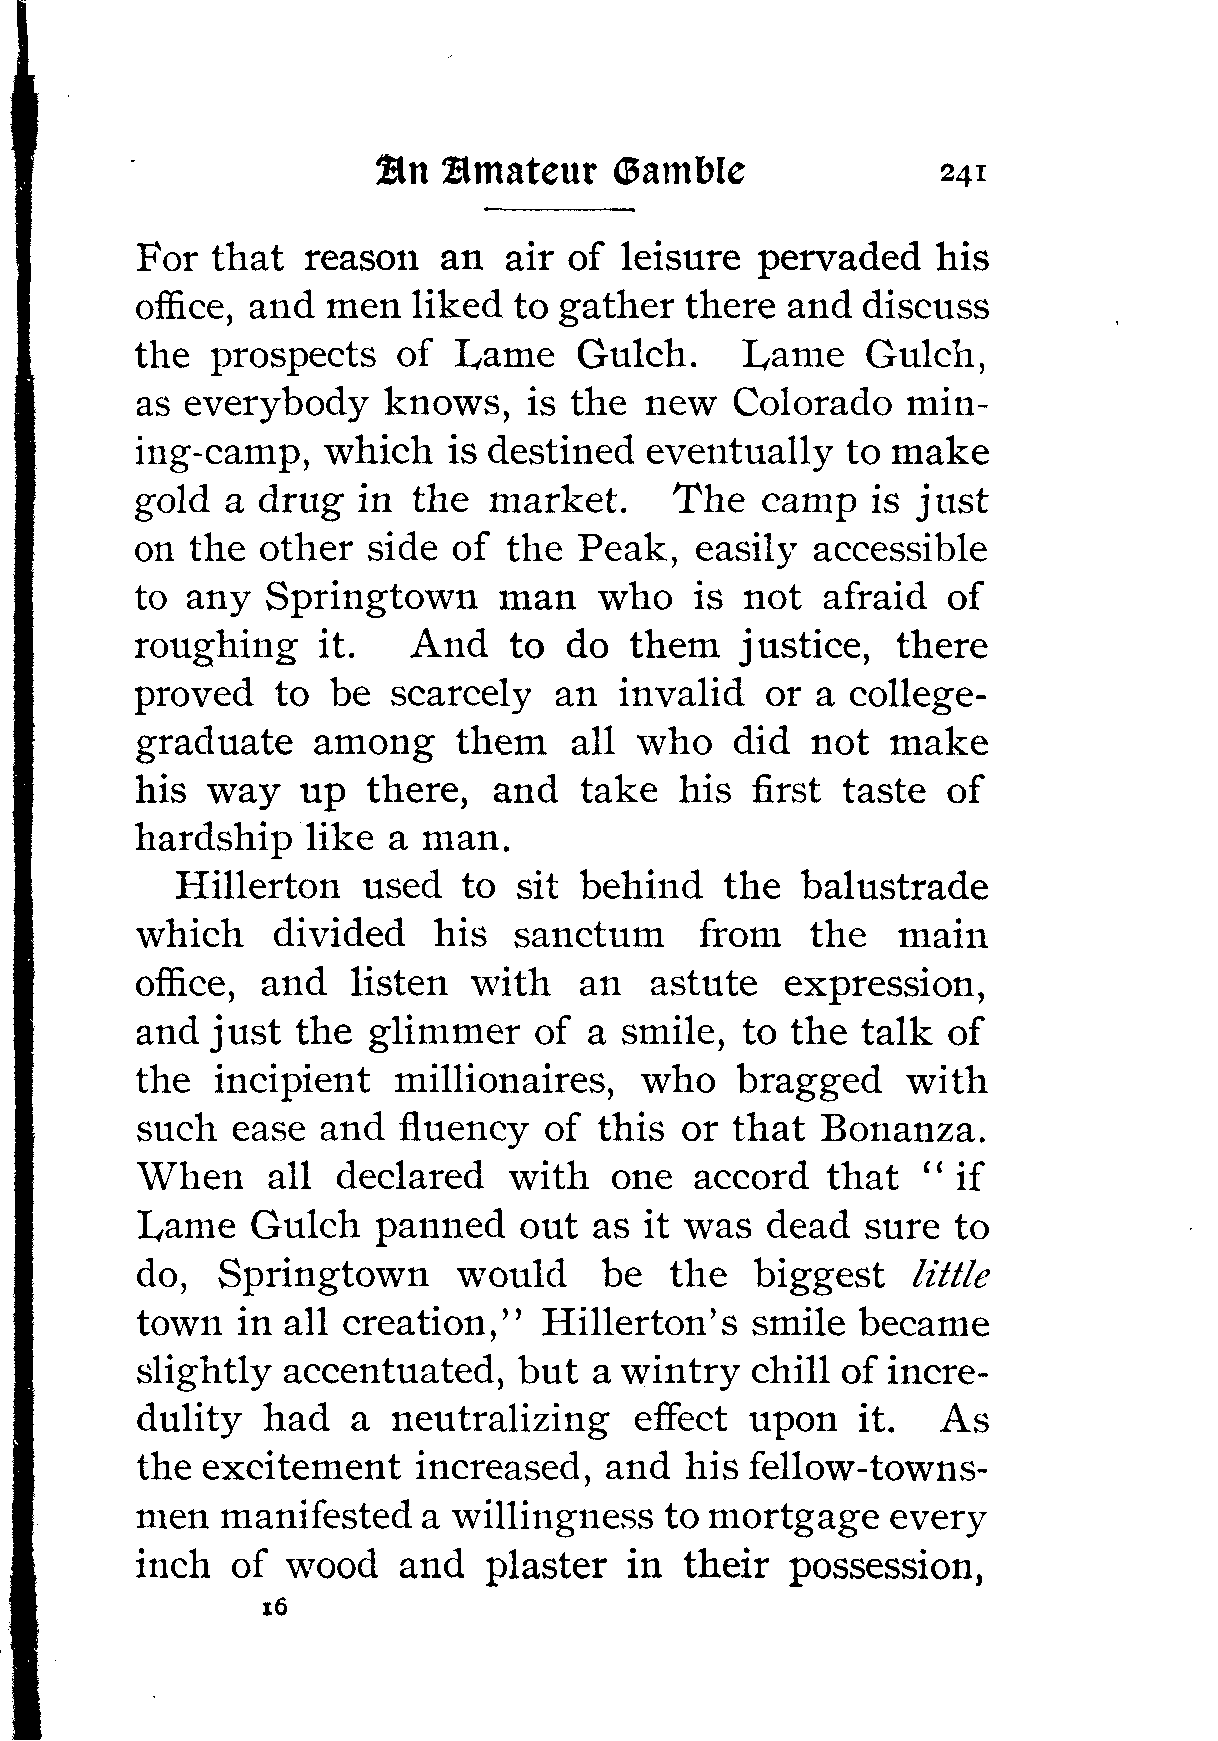 An Amateur Gamble 241
For that reason an air of leisure pervaded his
office, and men liked to gather there and discuss
the prospects of Lame Gulch. Lame Gulch,
as everybody knows, is the new Colorado min-
ing-camp, which is destined eventually to make
gold a drug in the market. The camp is just
on the other side of the Peak, easily accessible
to any Springtown man who is not afraid of
roughing it. And to do them justice, there
proved to be scarcely an invalid or a college-
graduate among them all who did not make
his way up there, and take his first taste of
hardship like a man.
Hillerton used to sit behind the balustrade
which divided his sanctum from the main
office, and listen with an astute expression,
and just the glimmer of a smile, to the talk of
the incipient millionaires, who bragged with
such ease and fluency of this or that Bonanza.
When all declared with one accord that "if
Lame Gulch panned out as it was dead sure to
do, Springtown would be the biggest little
town in all creation," Hillerton's smile became
slightly accentuated, but a wintry chill of incre-
dulity had a neutralizing effect upon it. As
the excitement increased, and his fellow-towns-
men manifested a willingness to mortgage every
inch of wood and plaster in their possession,
16